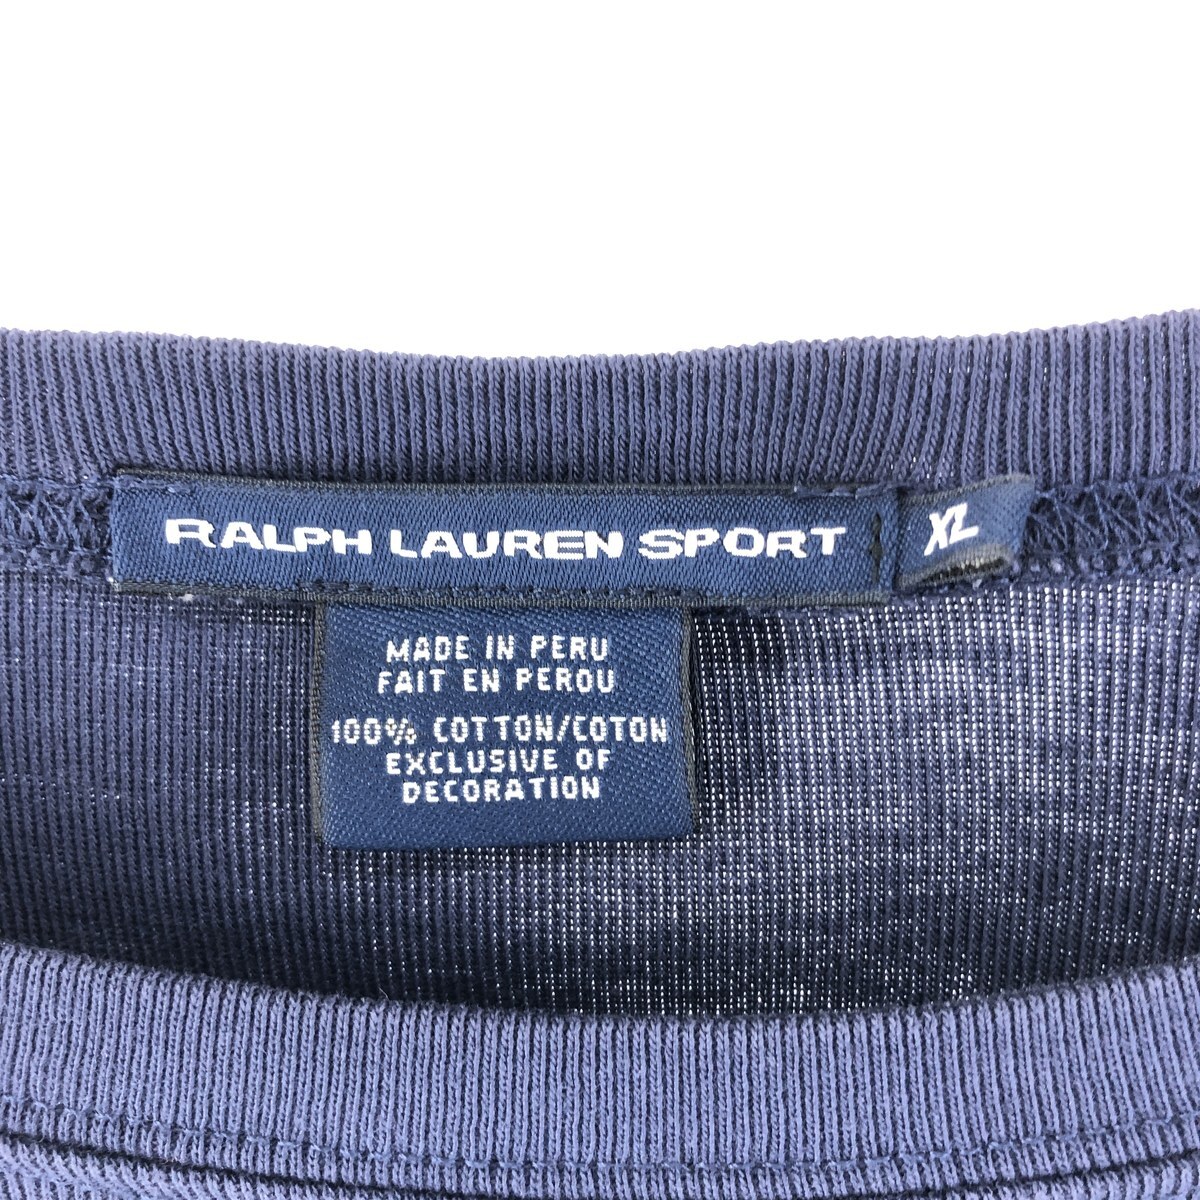 RALPH LAUREN SPORT
XL
MADE IN PERU
FAIT EN PEROU
100% COTTON/COTON
EXCLUSIVE OF
DECORATION